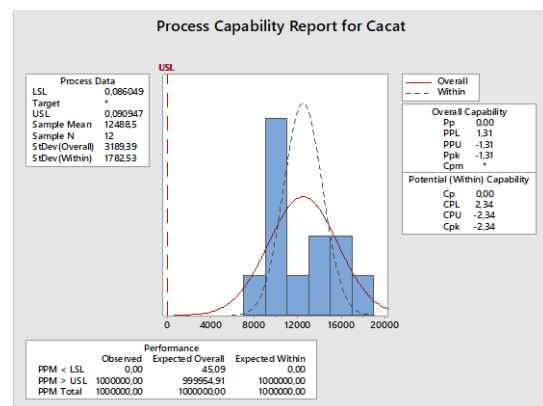 Process Capability Report for Cacat
USL
Process Data
LSL 0,086049
Target *
USL 0,090947
Sample Mean 12488,5
Sample N 12
StDev(Overall) 3189,39
StDev(Within) 1782,53
Overall
Within
Overall Capability
Pp 0,00
PPL 1,31
PPU -1,31
Ppk -1,31
Cpm *
Potential (Within) Capability
Cp 0,00
CPL 2,34
CPU -2,34
Cpk -2,34
0 4000 8000 12000 16000 20000
Performance
Observed Expected Overall Expected Within
PPM < LSL 0,00 45,09 0,00
PPM > USL 1000000,00 999954,91 1000000,00
PPM Total 1000000,00 1000000,00 1000000,00